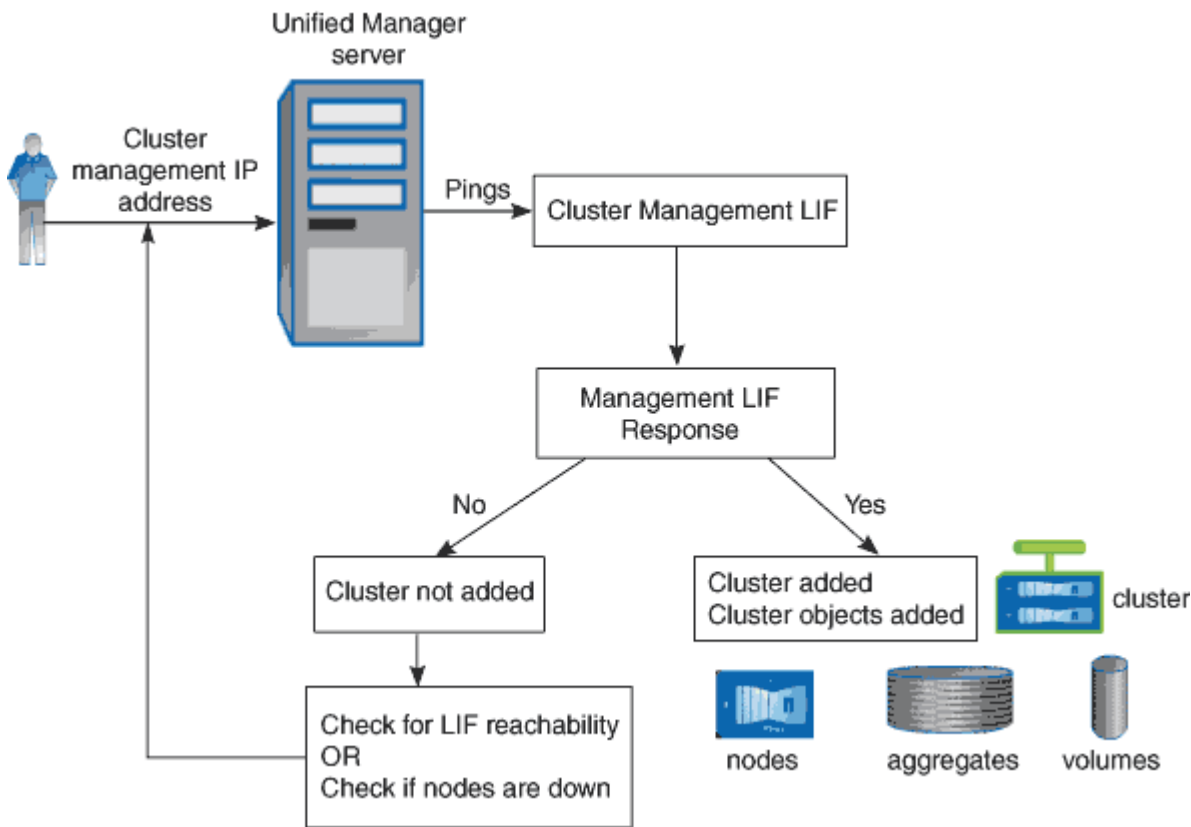 Unified Manager
server
Cluster
management IP
address
Pings
Cluster Management LIF
Management LIF
Response
No
Yes
Cluster not added
Cluster added
Cluster objects added
cluster
Check for LIF reachability
OR
Check if nodes are down
nodes
aggregates
volumes